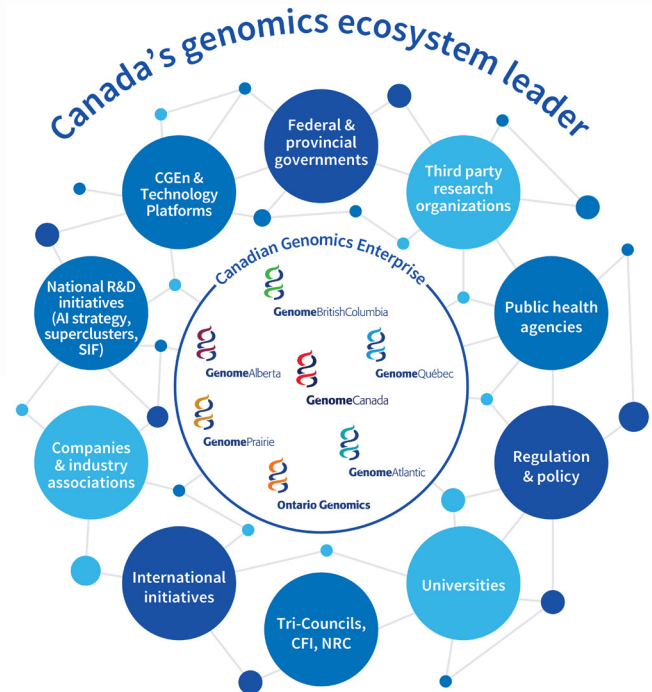 Canada's genomics ecosystem leader
Federal &
provincial
governments
Third party
research
organizations
Public health
agencies
Regulation
& policy
Universities
Tri-Councils,
CFI, NRC
International
initiatives
Companies
& industry
associations
National R&D
initiatives
(AI strategy,
superclusters,
SIF)
CGEn &
Technology
Platforms
Canadian Genomics Enterprise
GenomeBritishColumbia
GenomeAlberta
GenomeQuébec
GenomeCanada
GenomePrairie
GenomeAtlantic
Ontario Genomics